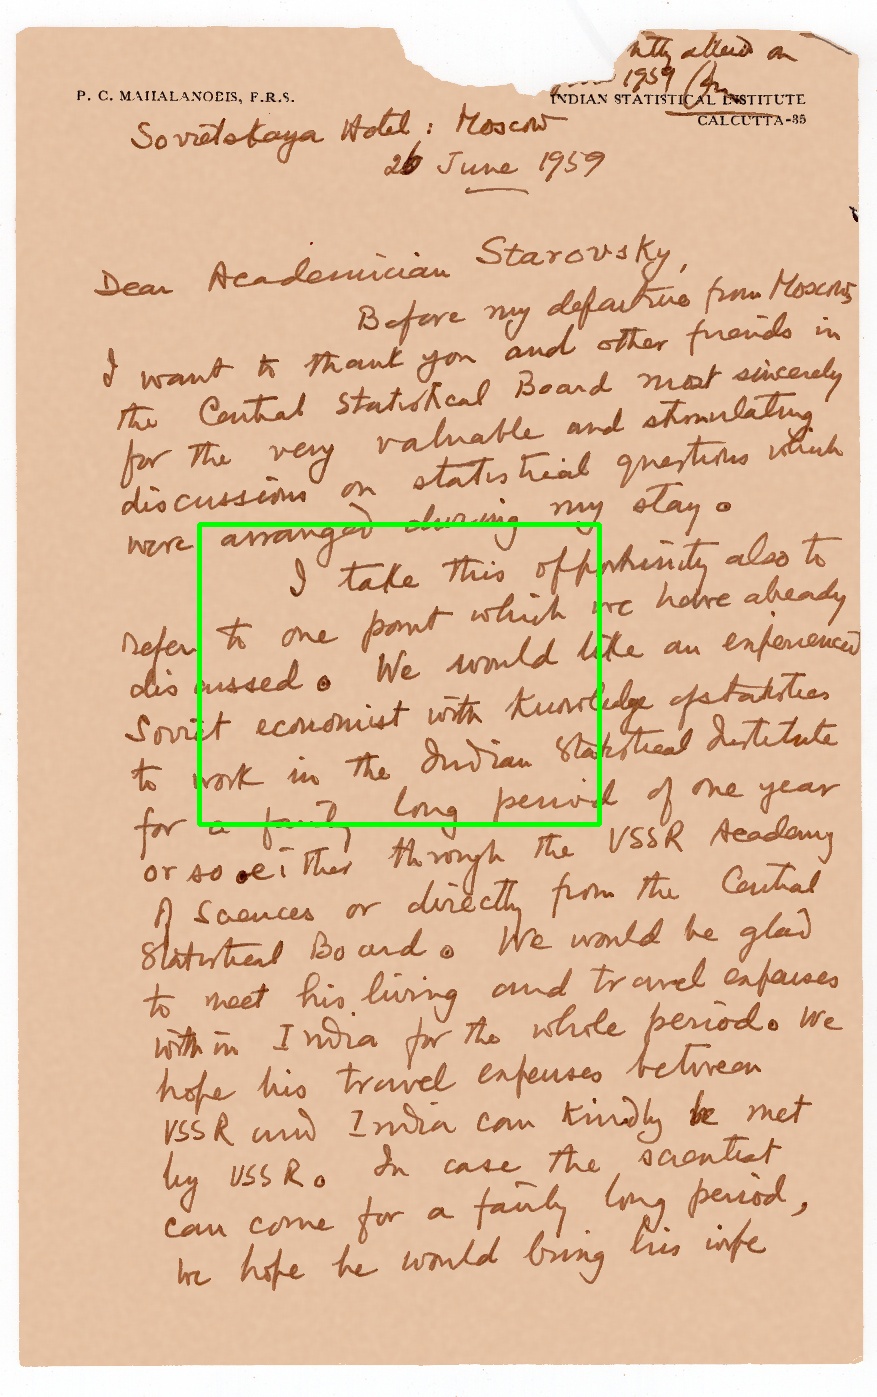 ntly allied on
1959
P. C. MAHALANOBIS, F.R.S.
INDIAN STATISTICAL INSTITUTE
CALCUTTA-35
Sovietskaya Hotel : Moscow
26 June 1959
Dear Academician Starovsky,
Before my departure from Moscow,
I want to thank you and other friends in
the Central Statistical Board most sincerely
for the very valuable and stimulating
discussions on statistical questions which
were arranged during my stay.
I take this opportunity also to
refer to one point which we have already
discussed. We would like an experienced
Soviet economist with knowledge of statistics
to work in the Indian Statistical Institute
for a fairly long period of one year
or so either through the USSR Academy
of Sciences or directly from the Central
Statistical Board. We would be glad
to meet his living and travel expenses
within India for the whole period. We
hope his travel expenses between
USSR and India can kindly be met
by USSR. In case the scientist
can come for a fairly long period,
we hope he would bring his wife